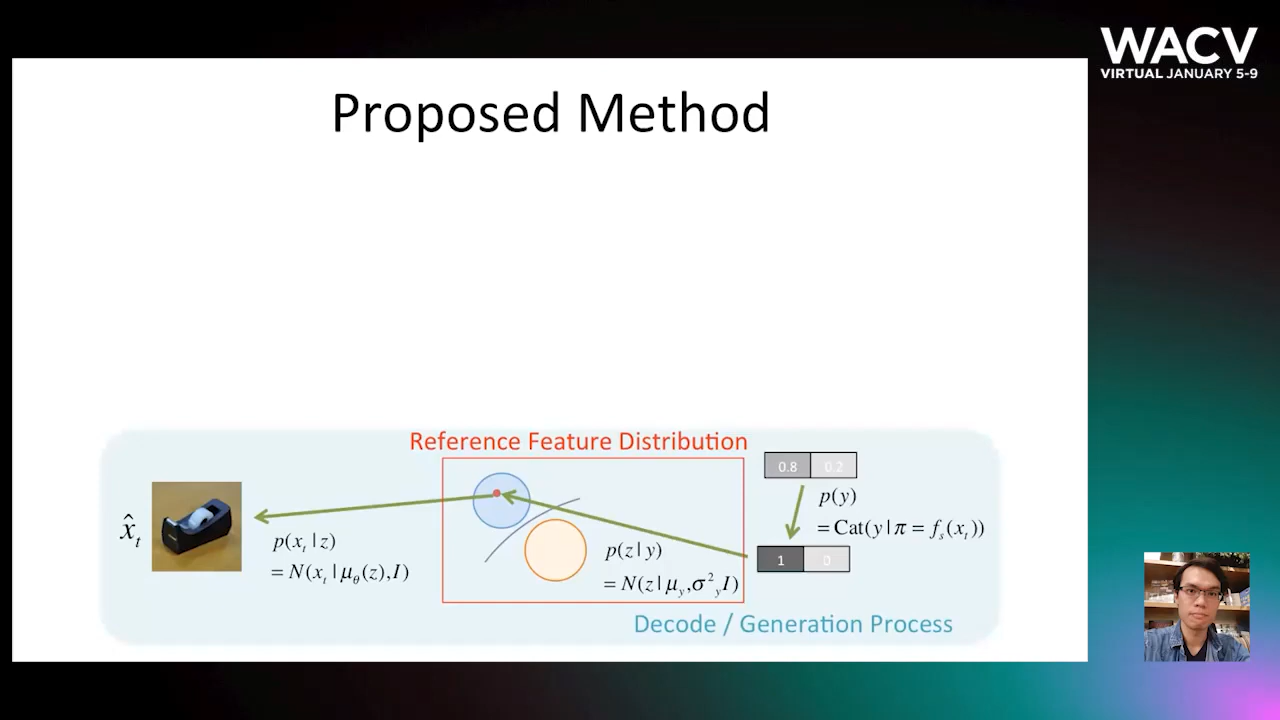 WACV
VIRTUAL JANUARY 5-9
Proposed Method
Reference Feature Distribution
0.8 0.2
p(y)
= Cat(y | π = f_s(x_t))
x̂_t
p(x_t | z)
= N(x_t | μ_θ(z), I)
p(z | y)
= N(z | μ_y, σ²_y I)
1 0
Decode / Generation Process